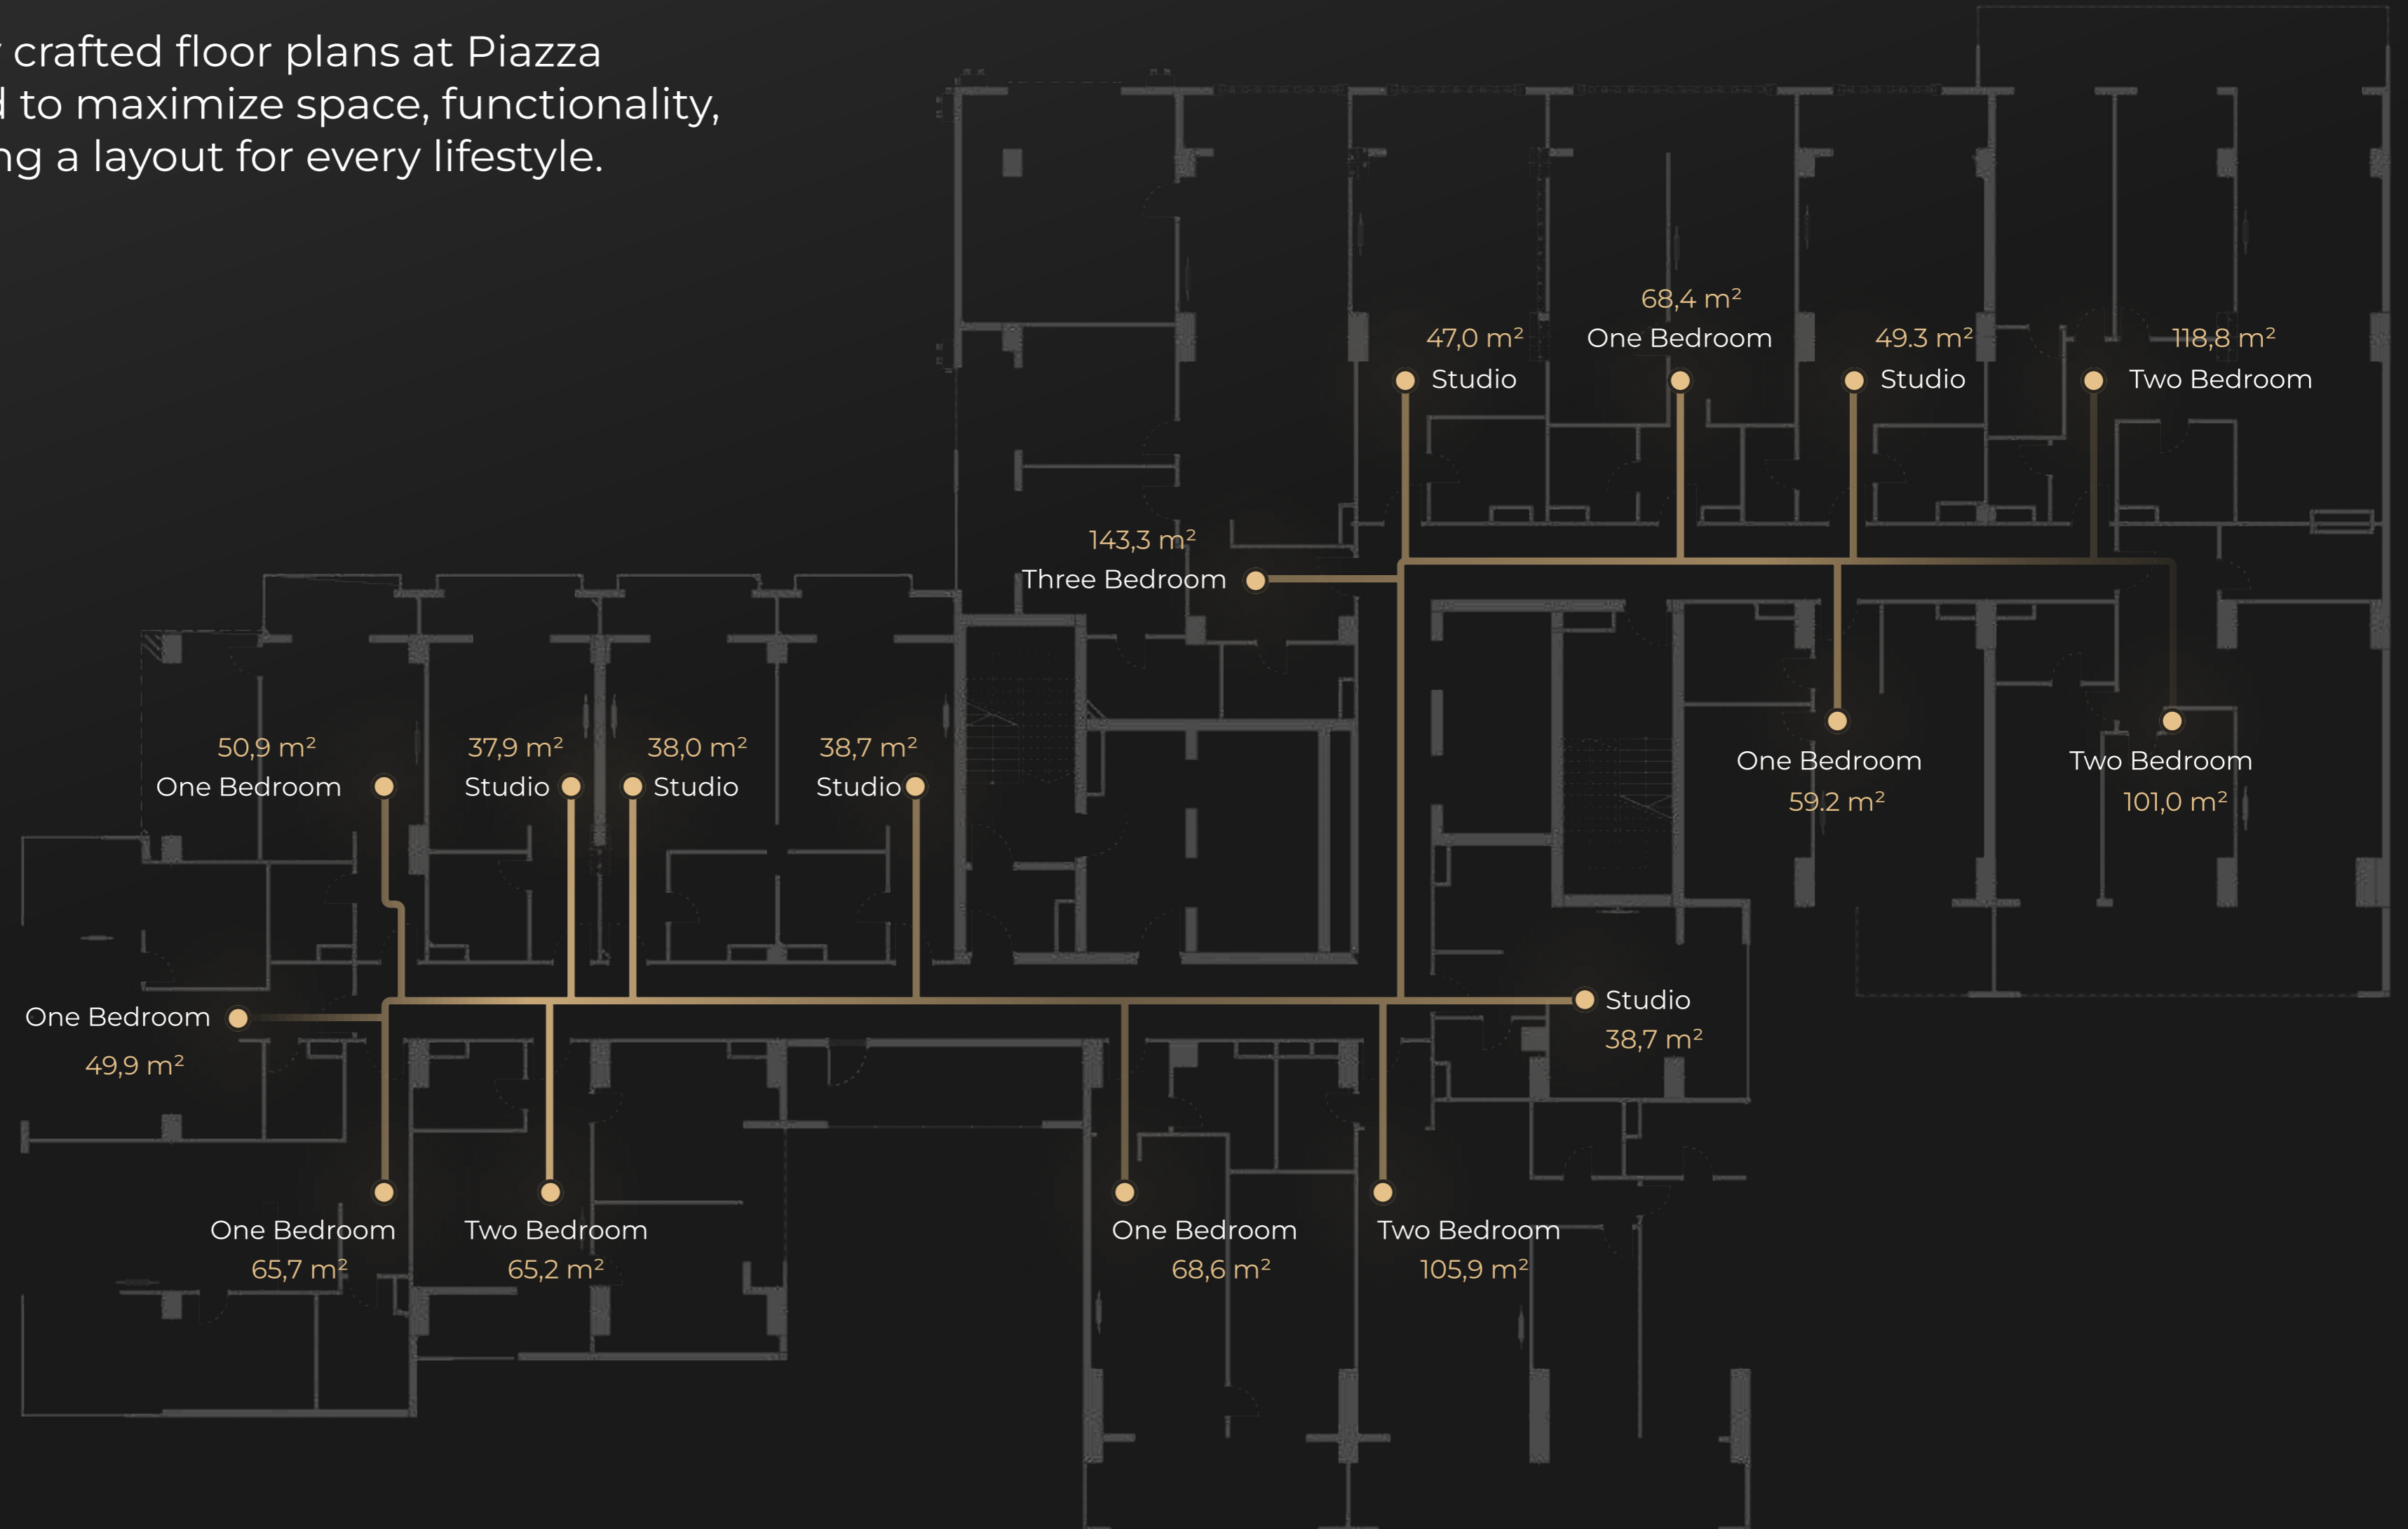 crafted floor plans at Piazza
to maximize space, functionality,
a layout for every lifestyle.
68,4 m²
One Bedroom
47,0 m²
Studio
49.3 m²
Studio
118,8 m²
Two Bedroom
143,3 m²
Three Bedroom
50,9 m²
One Bedroom
37,9 m²
Studio
38,0 m²
Studio
38,7 m²
Studio
One Bedroom
59.2 m²
Two Bedroom
101,0 m²
One Bedroom
49,9 m²
Studio
38,7 m²
One Bedroom
65,7 m²
Two Bedroom
65,2 m²
One Bedroom
68,6 m²
Two Bedroom
105,9 m²